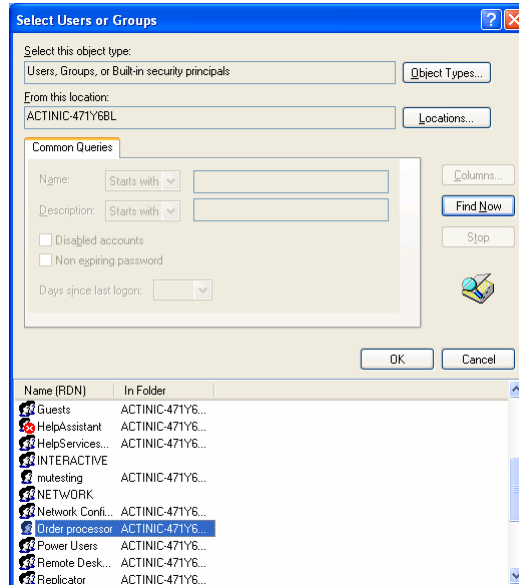 Select Users or Groups
Select this object type:
Users, Groups, or Built-in security principals
Object Types...
From this location:
ACTINIC-471Y6BL
Locations...
Common Queries
Name:
Starts with
Columns...
Description:
Starts with
Find Now
Disabled accounts
Stop
Non expiring password
Days since last logon:
OK
Cancel
Name (RDN) In Folder
Guests ACTINIC-471Y6...
HelpAssistant ACTINIC-471Y6...
HelpServices... ACTINIC-471Y6...
INTERACTIVE
mutesting ACTINIC-471Y6...
NETWORK
Network Confi... ACTINIC-471Y6...
Order processor ACTINIC-471Y6...
Power Users ACTINIC-471Y6...
Remote Desk... ACTINIC-471Y6...
Replicator ACTINIC-471Y6...